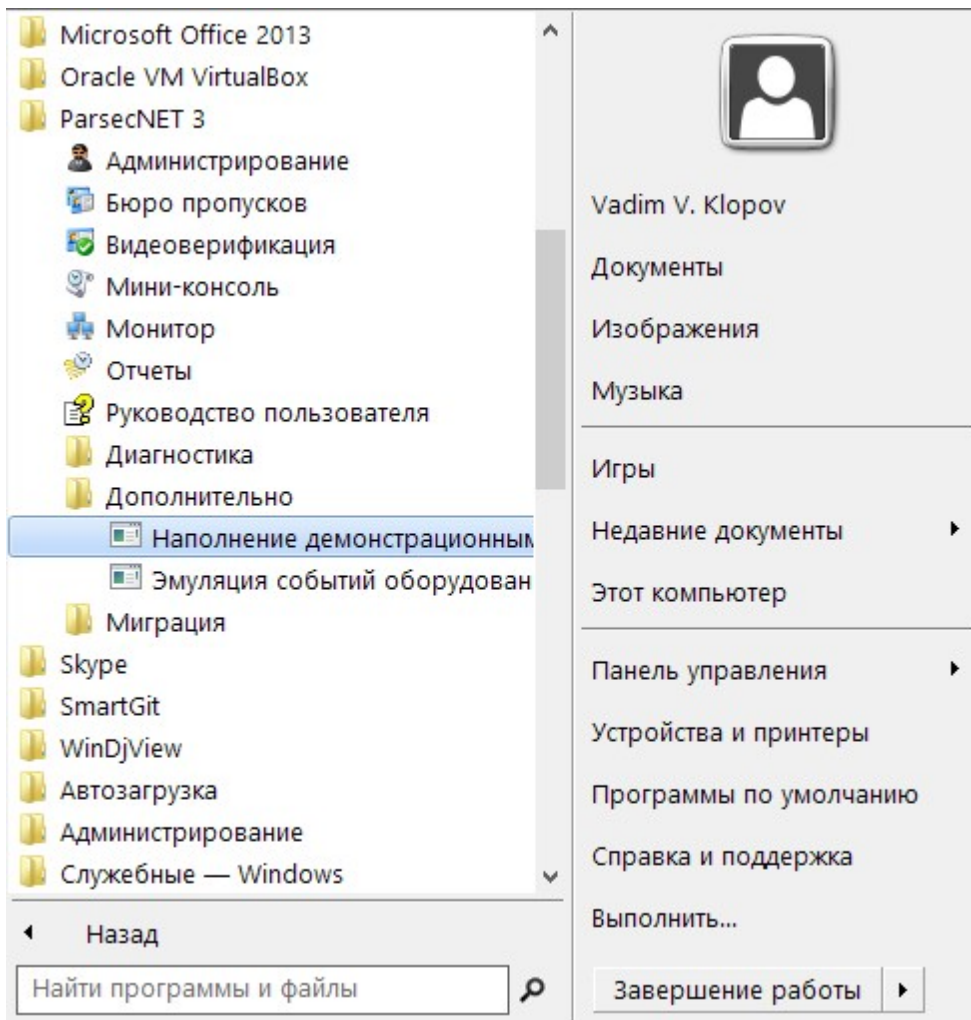 Microsoft Office 2013
Oracle VM VirtualBox
ParsecNET 3
Администрирование
Бюро пропусков
Видеоверификация
Мини-консоль
Монитор
Отчеты
Руководство пользователя
Диагностика
Дополнительно
Наполнение демонстрационным
Эмуляция событий оборудован
Миграция
Skype
SmartGit
WinDjView
Автозагрузка
Администрирование
Служебные — Windows
Назад
Найти программы и файлы
Vadim V. Klopov
Документы
Изображения
Музыка
Игры
Недавние документы
Этот компьютер
Панель управления
Устройства и принтеры
Программы по умолчанию
Справка и поддержка
Выполнить...
Завершение работы